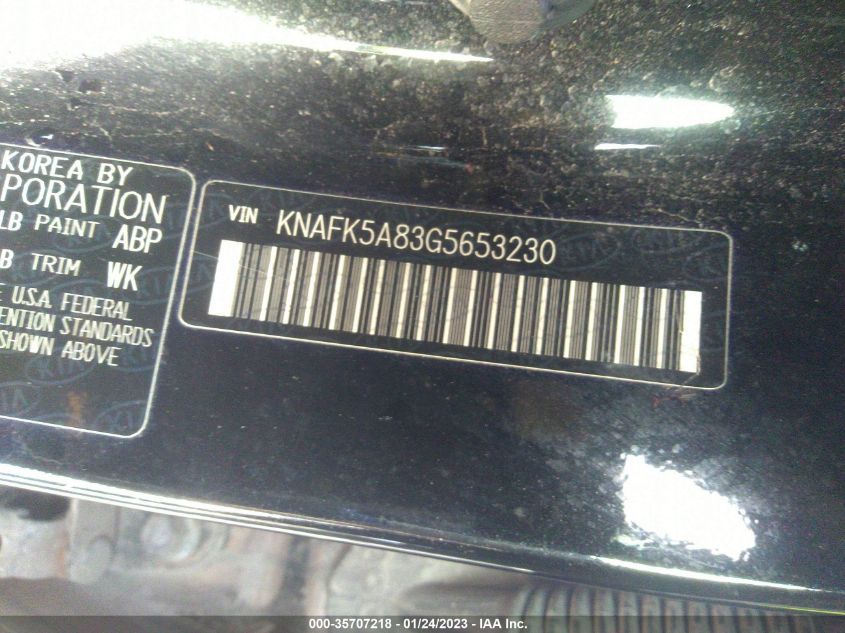 KOREA BY
PORATION
LB PAINT ABP
B TRIM WK
E U.S.A. FEDERAL
ENTION STANDARDS
SHOWN ABOVE
VIN KNAFK5A83G5653230
KIA
000-35707218 - 01/24/2023 - IAA Inc.